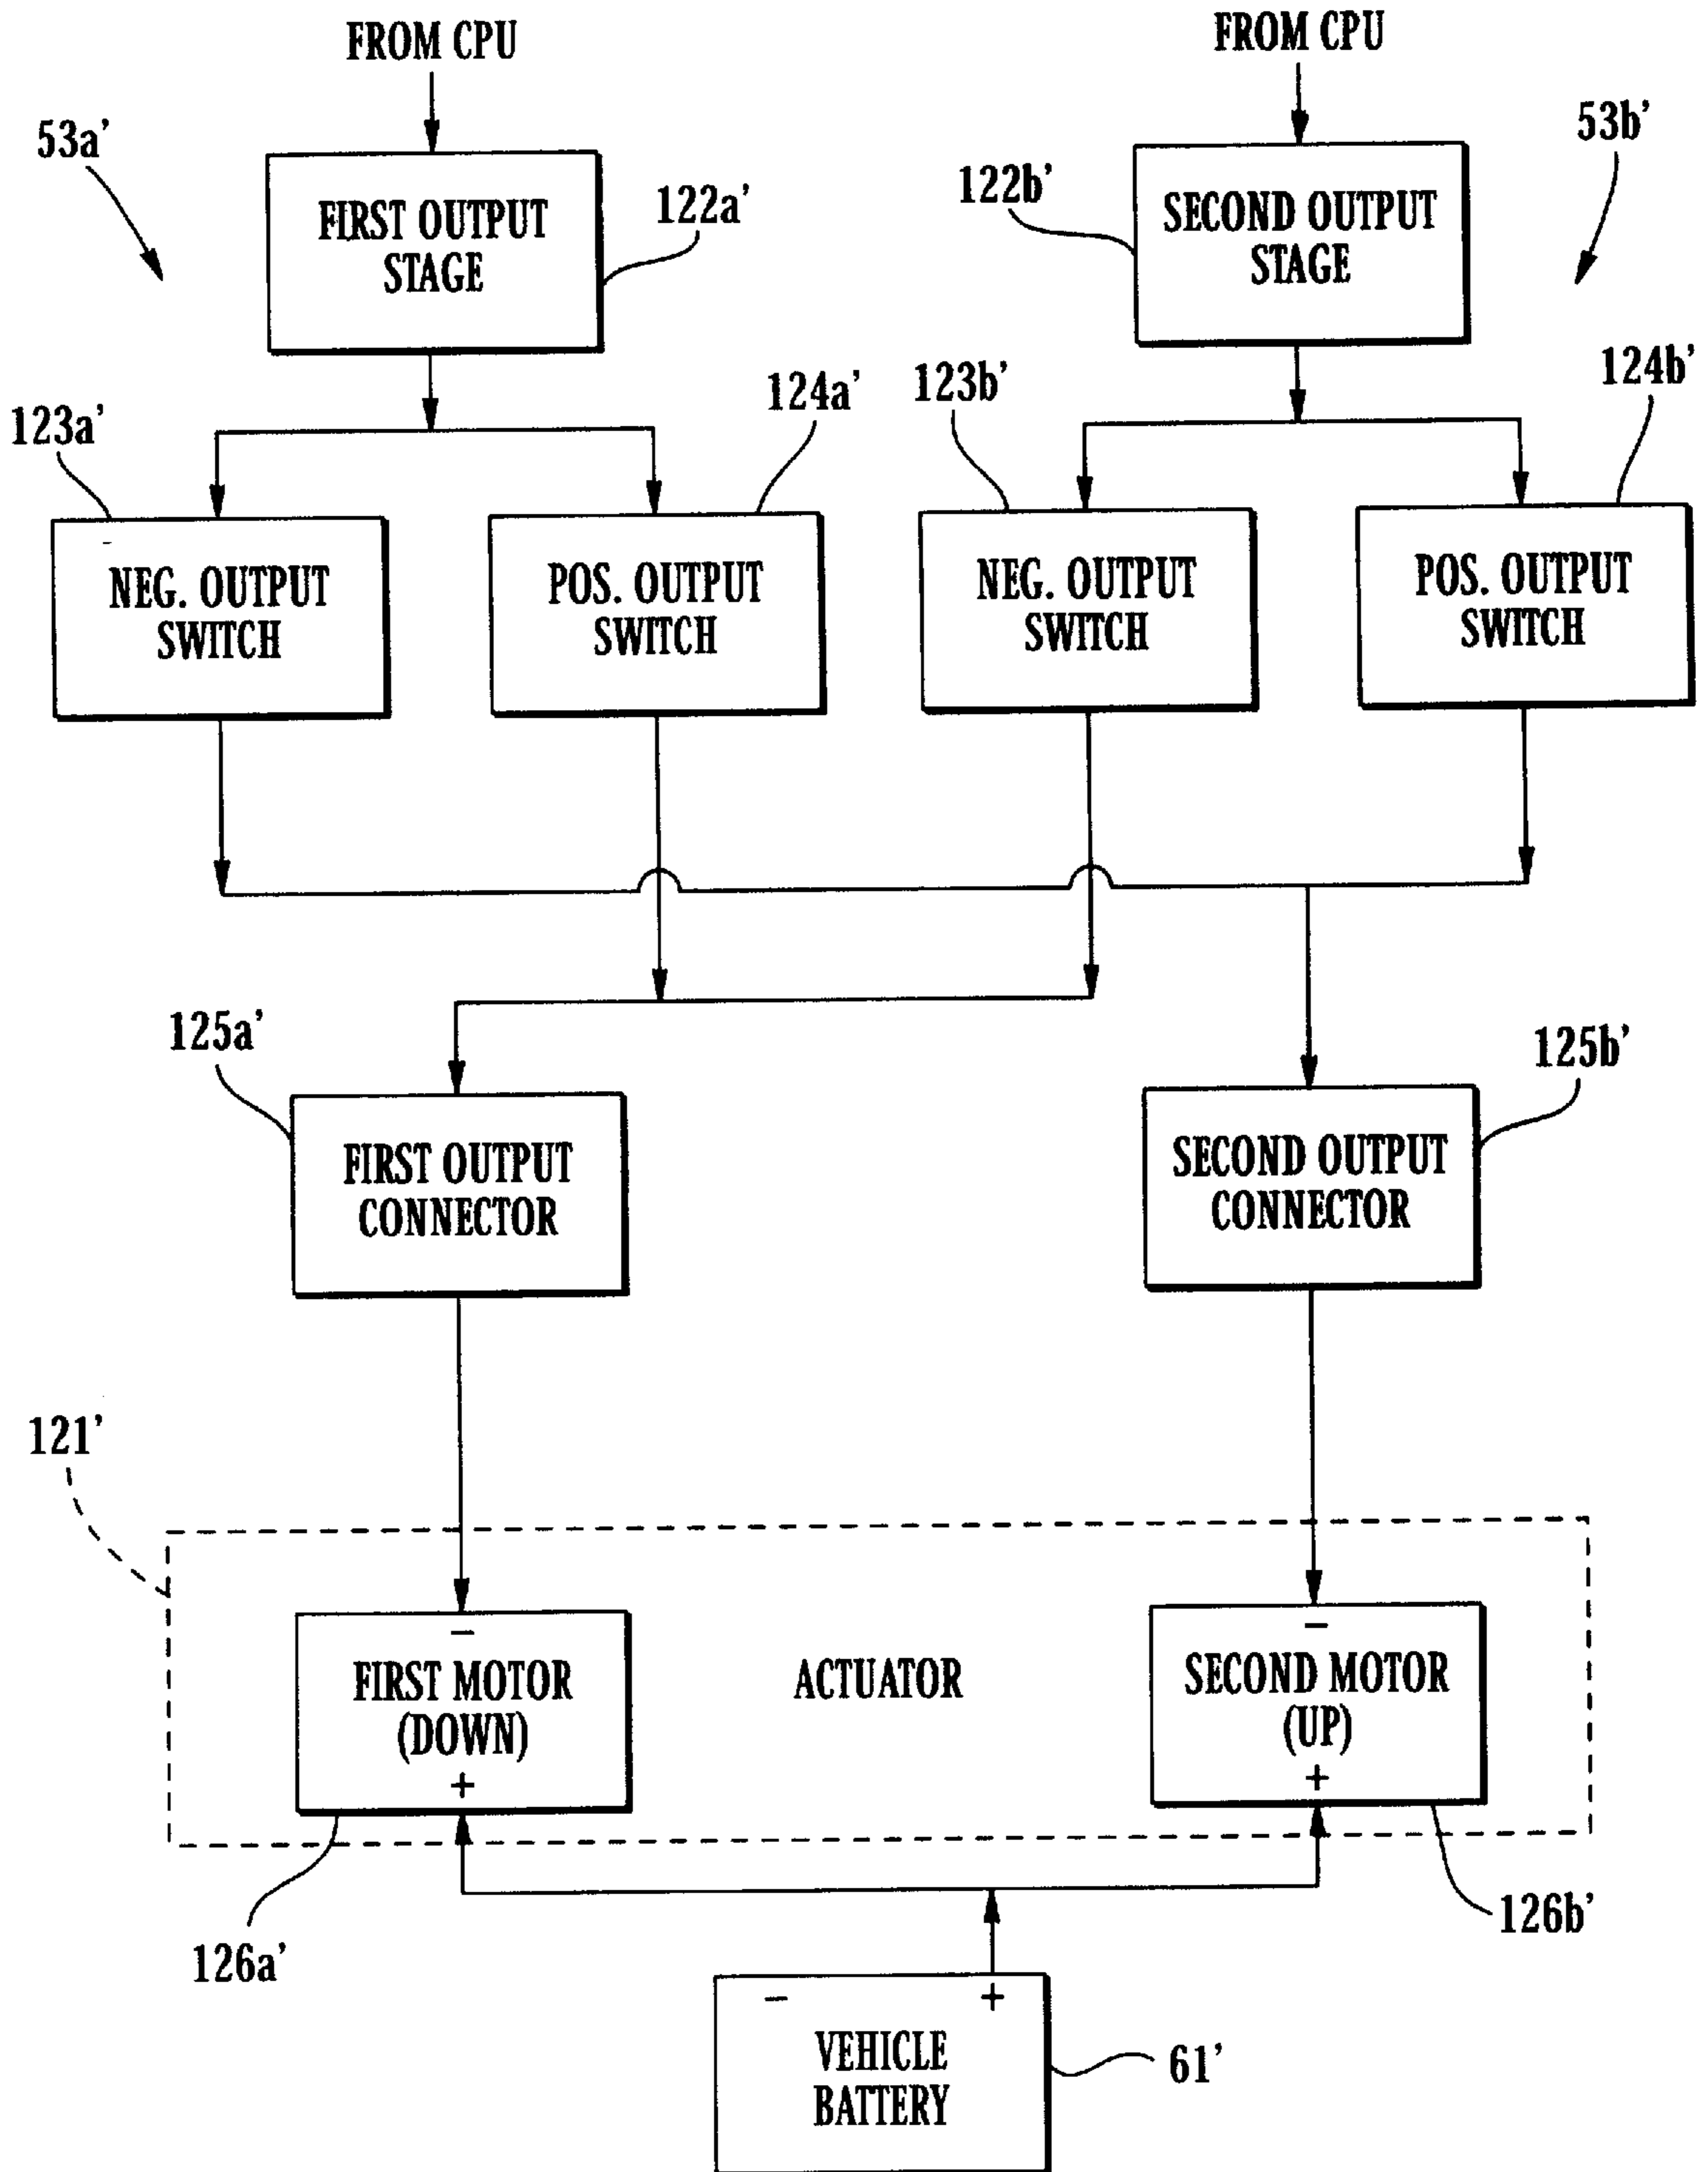 FROM CPU
FROM CPU
53a’
53b’
FIRST OUTPUT
STAGE
122a’
122b’
SECOND OUTPUT
STAGE
123a’
124a’
123b’
124b’
NEG. OUTPUT
SWITCH
POS. OUTPUT
SWITCH
NEG. OUTPUT
SWITCH
POS. OUTPUT
SWITCH
125a’
125b’
FIRST OUTPUT
CONNECTOR
SECOND OUTPUT
CONNECTOR
121’
−
FIRST MOTOR
(DOWN)
+
ACTUATOR
−
SECOND MOTOR
(UP)
+
126a’
126b’
− +
VEHICLE
BATTERY
61’